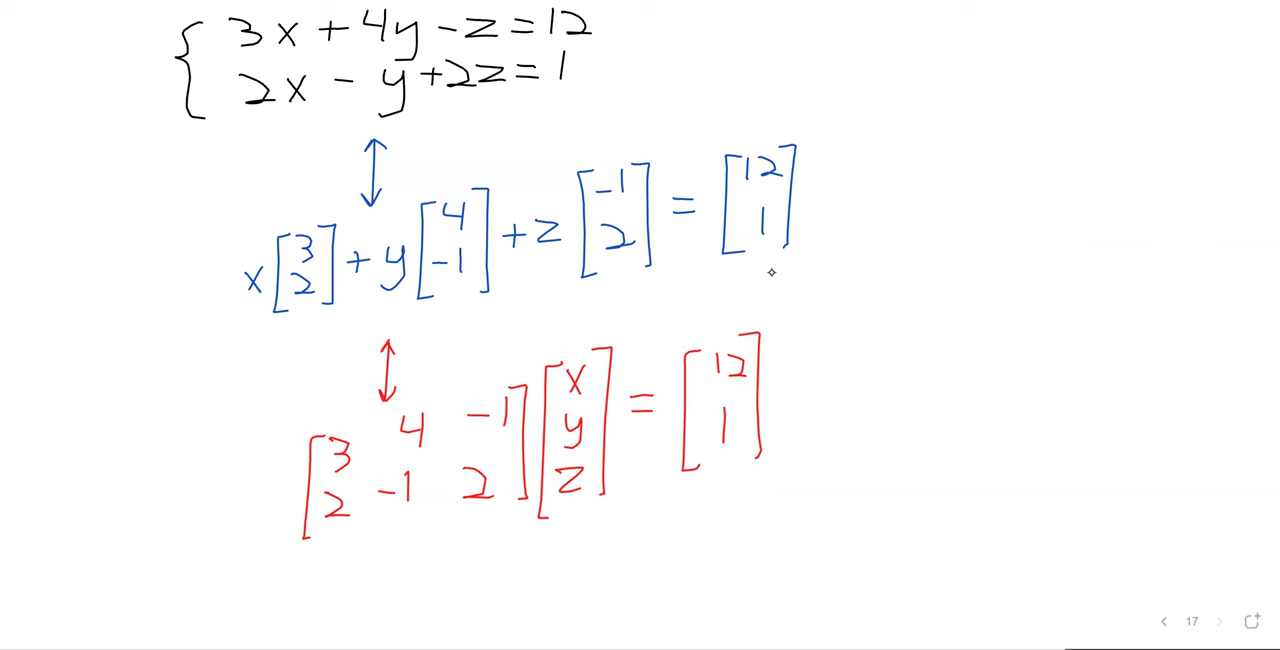 { 3x + 4y - z = 12
2x - y + 2z = 1
↕
x [3 2] + y [4 -1] + z [-1 2] = [12 1]
↕
[3 4 -1
2 -1 2] [x y z] = [12 1]
17